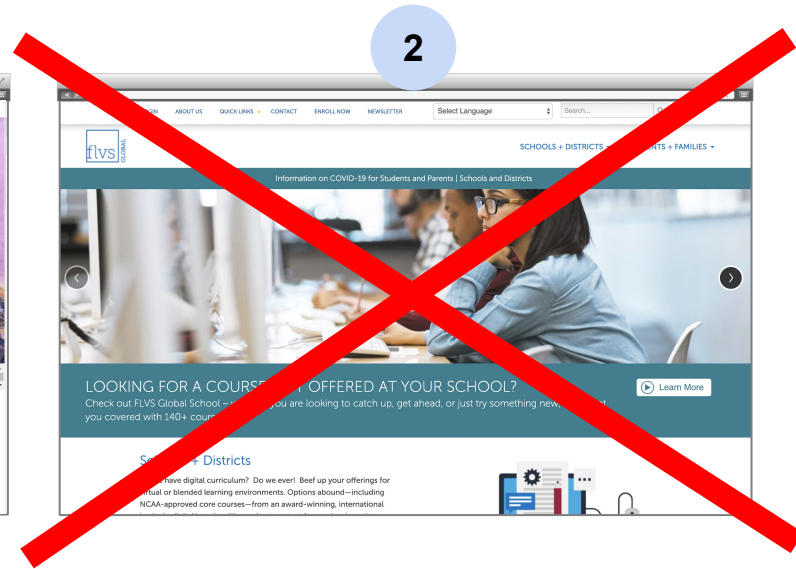 2
ABOUT US QUICK LINKS CONTACT ENROLL NOW NEWSLETTER Select Language Search...
flvs GLOBAL
SCHOOLS + DISTRICTS + FAMILIES
Information on COVID-19 for Students and Parents | Schools and Districts
LOOKING FOR A COURSE OFFERED AT YOUR SCHOOL?
Learn More
Check out FLVS Global School – you are looking to catch up, get ahead, or just try something new,
you covered with 140+
+ Districts
have digital curriculum? Do we ever! Beef up your offerings for
virtual or blended learning environments. Options abound—including
NCAA-approved core courses—from an award-winning, international